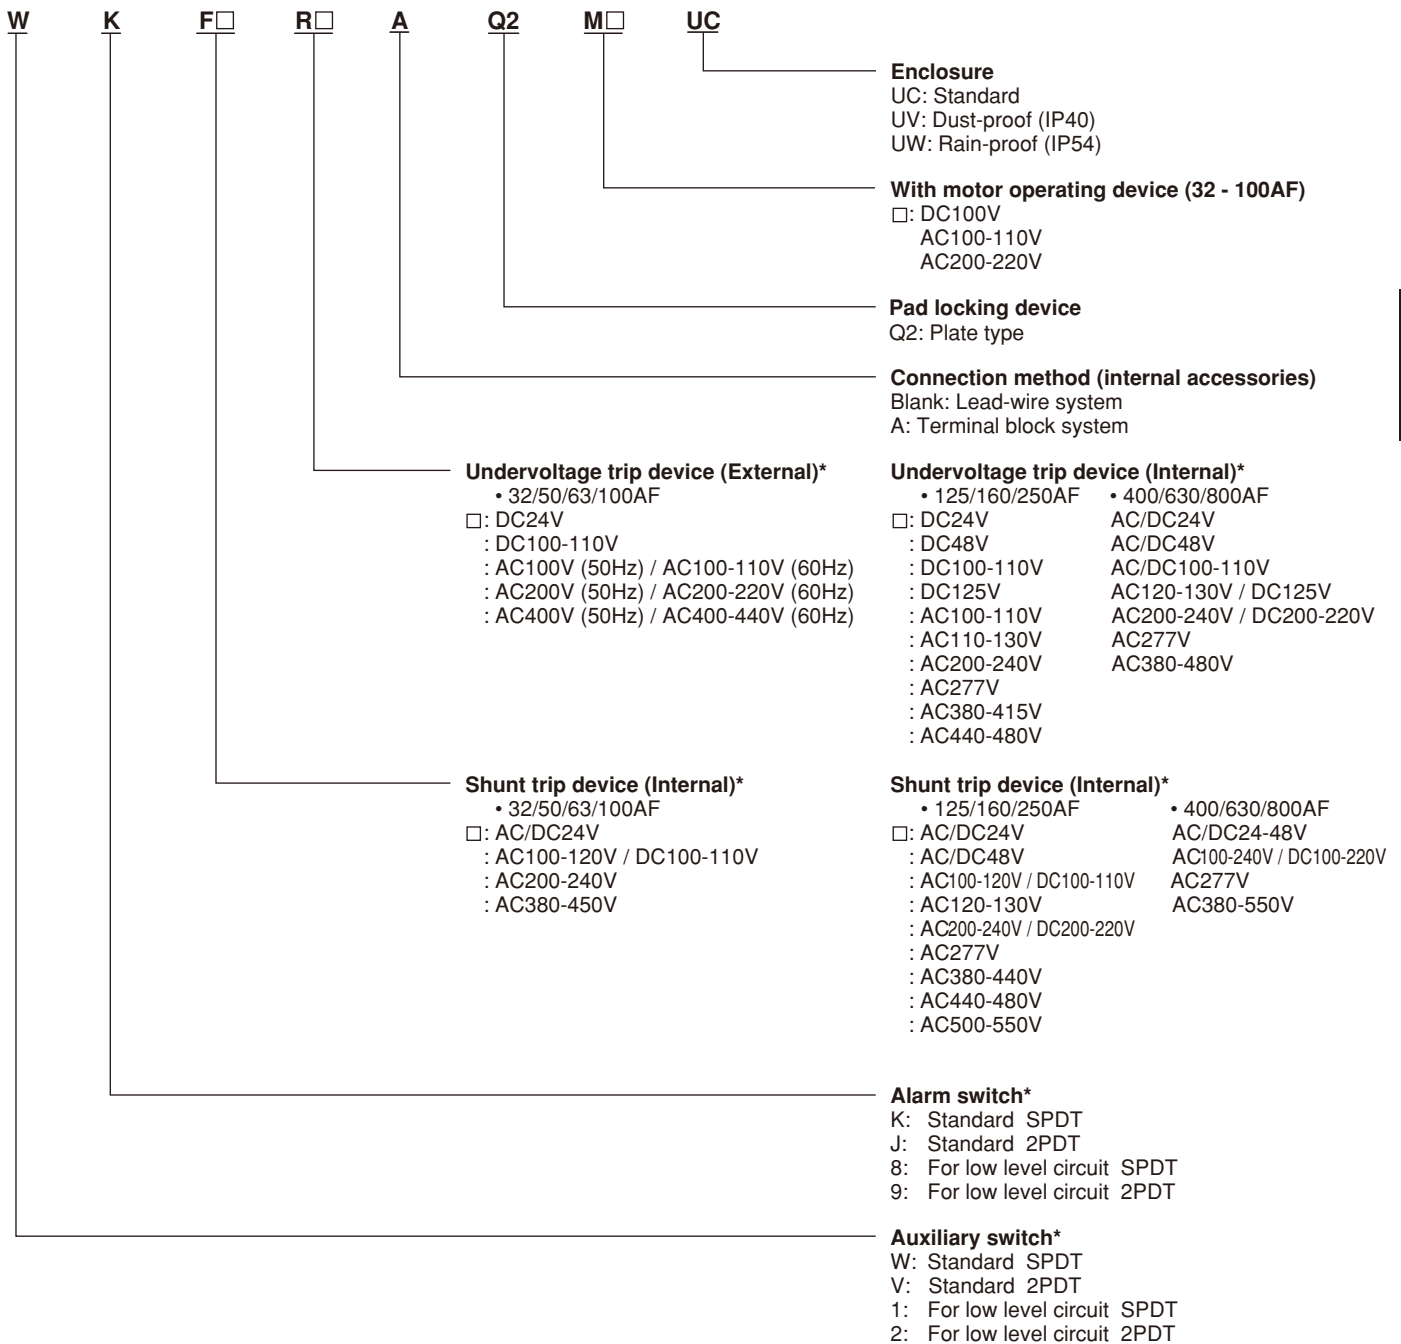 W K F□ R□ A Q2 M□ UC
Enclosure
UC: Standard
UV: Dust-proof (IP40)
UW: Rain-proof (IP54)
With motor operating device (32 - 100AF)
□: DC100V
AC100-110V
AC200-220V
Pad locking device
Q2: Plate type
Connection method (internal accessories)
Blank: Lead-wire system
A: Terminal block system
Undervoltage trip device (External)*
• 32/50/63/100AF
□: DC24V
: DC100-110V
: AC100V (50Hz) / AC100-110V (60Hz)
: AC200V (50Hz) / AC200-220V (60Hz)
: AC400V (50Hz) / AC400-440V (60Hz)
Undervoltage trip device (Internal)*
• 125/160/250AF • 400/630/800AF
□: DC24V AC/DC24V
: DC48V AC/DC48V
: DC100-110V AC/DC100-110V
: DC125V AC120-130V / DC125V
: AC100-110V AC200-240V / DC200-220V
: AC110-130V AC277V
: AC200-240V AC380-480V
: AC277V
: AC380-415V
: AC440-480V
Shunt trip device (Internal)*
• 32/50/63/100AF
□: AC/DC24V
: AC100-120V / DC100-110V
: AC200-240V
: AC380-450V
Shunt trip device (Internal)*
• 125/160/250AF • 400/630/800AF
□: AC/DC24V AC/DC24-48V
: AC/DC48V AC100-240V / DC100-220V
: AC100-120V / DC100-110V AC277V
: AC120-130V AC380-550V
: AC200-240V / DC200-220V
: AC277V
: AC380-440V
: AC440-480V
: AC500-550V
Alarm switch*
K: Standard SPDT
J: Standard 2PDT
8: For low level circuit SPDT
9: For low level circuit 2PDT
Auxiliary switch*
W: Standard SPDT
V: Standard 2PDT
1: For low level circuit SPDT
2: For low level circuit 2PDT